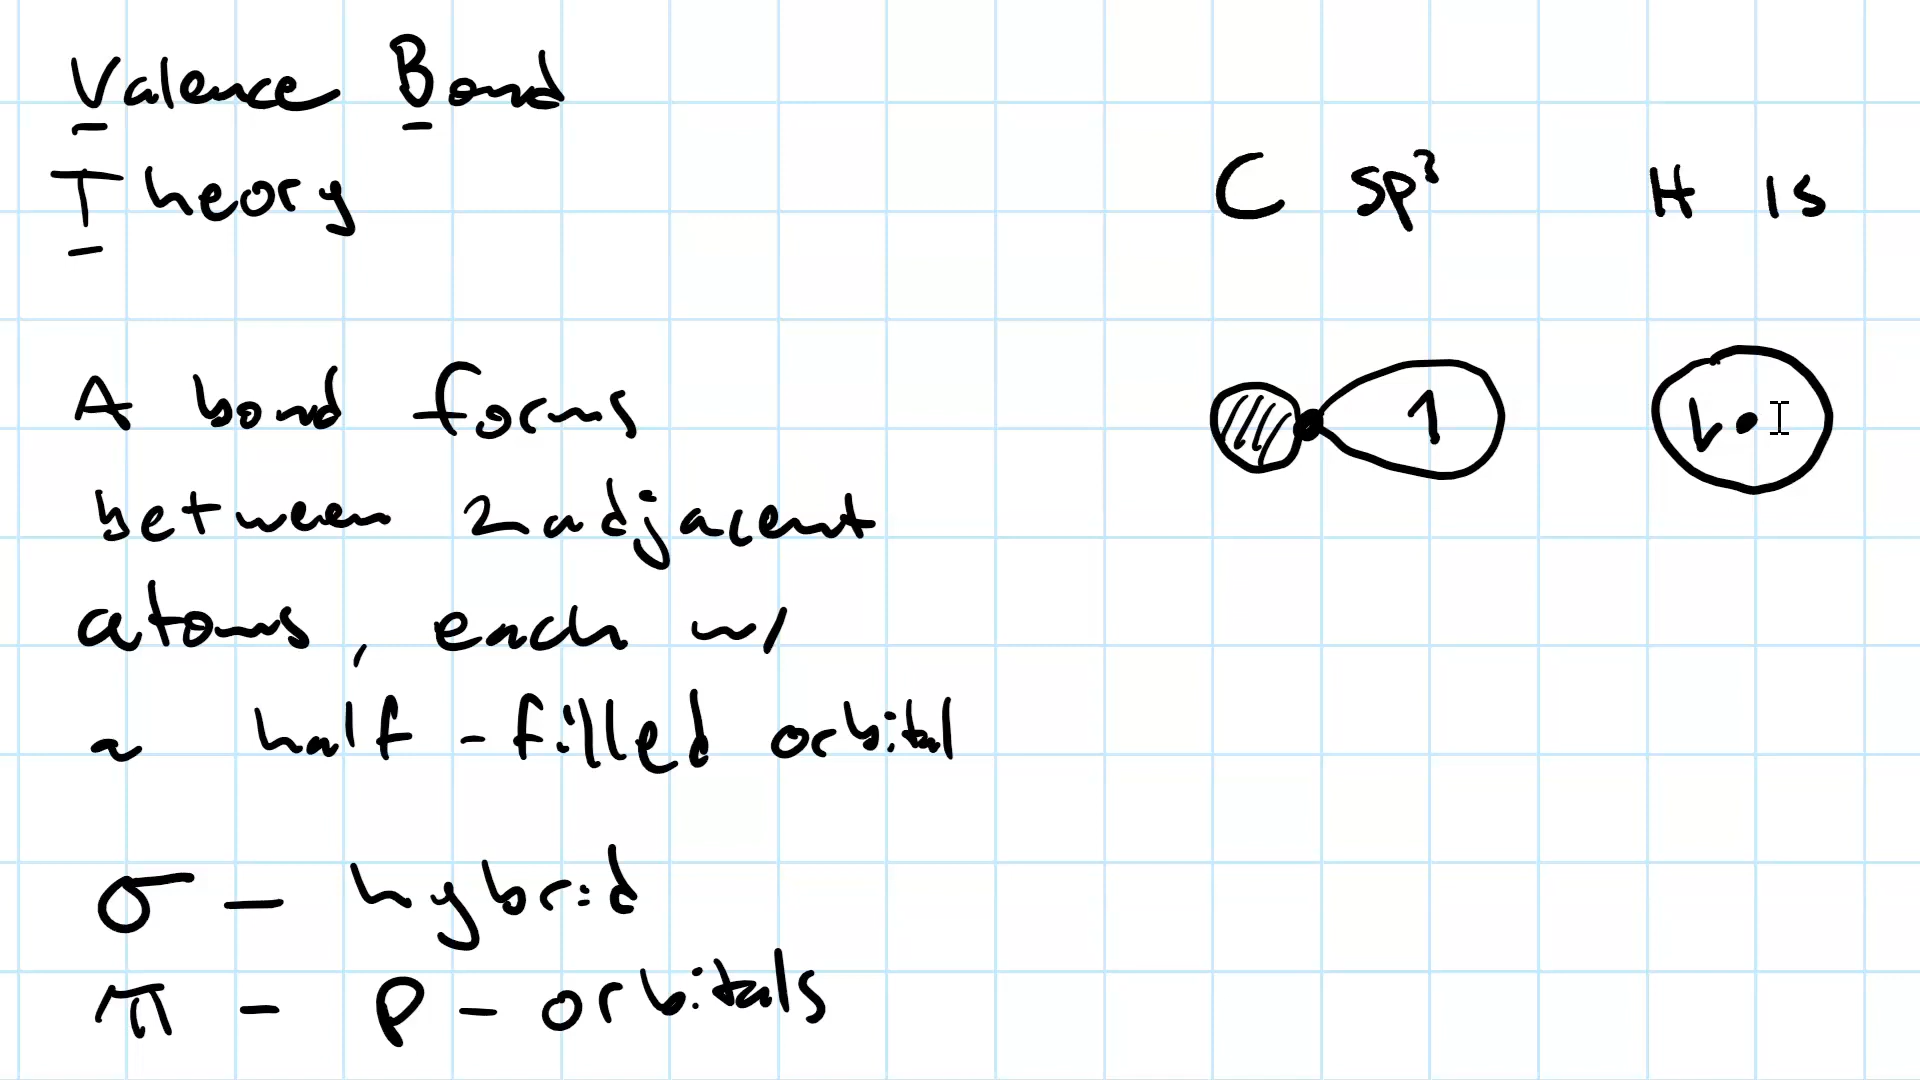 Valence Bond
Theory
C sp³ H 1s
A bond forms
between 2 adjacent
atoms, each w/
a half-filled orbital
σ – hybrid
π – p-orbitals